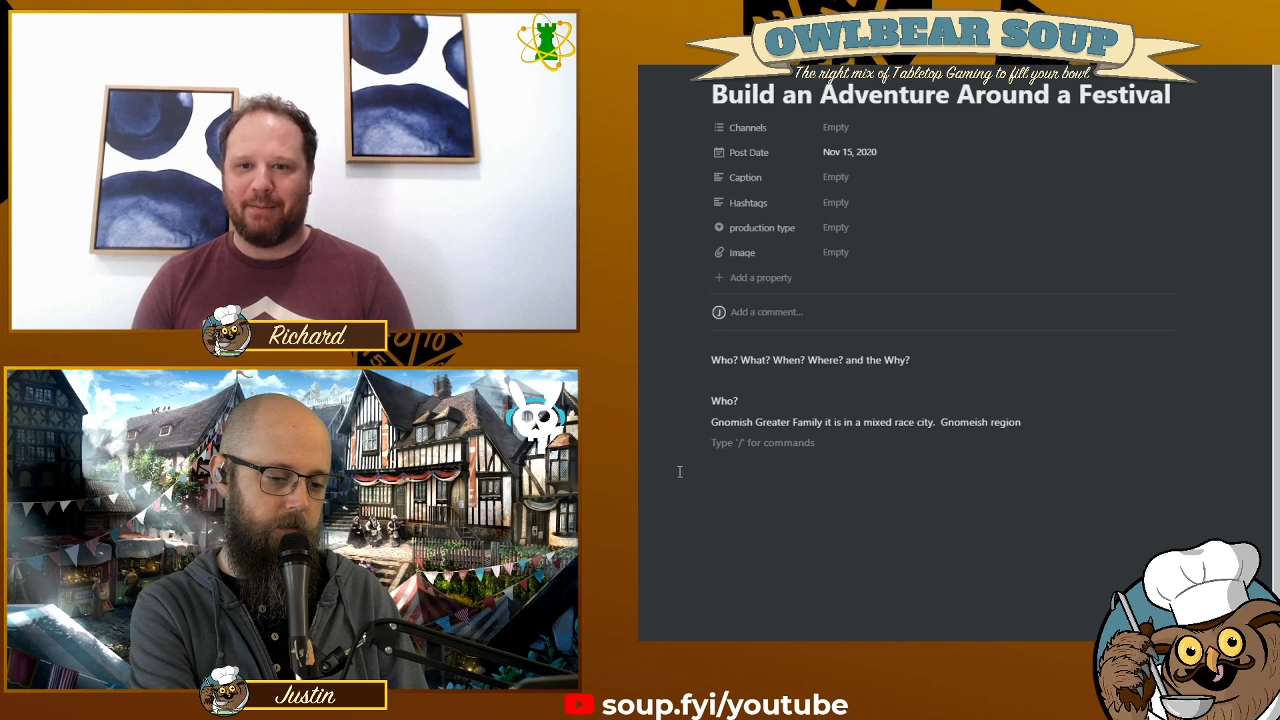 OWLBEAR SOUP
The right mix of Tabletop Gaming to fill your bowl
Build an Adventure Around a Festival
Channels Empty
Post Date Nov 15, 2020
Caption Empty
Hashtags Empty
production type Empty
Image Empty
Add a property
J Add a comment...
Who? What? When? Where? and the Why?
Who?
Gnomish Greater Family it is in a mixed race city. Gnomeish region
Type '/' for commands
Richard
Justin
soup.fyi/youtube